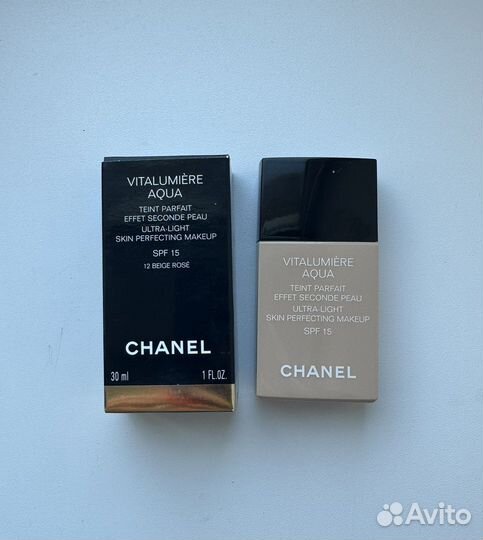 VITALUMIÈRE
AQUA
TEINT PARFAIT
EFFET SECONDE PEAU
ULTRA-LIGHT
SKIN PERFECTING MAKEUP
SPF 15
12 BEIGE ROSÉ
CHANEL
30 ml 1 FL.OZ.
VITALUMIÈRE
AQUA
TEINT PARFAIT
EFFET SECONDE PEAU
ULTRA-LIGHT
SKIN PERFECTING MAKEUP
SPF 15
CHANEL
Avito